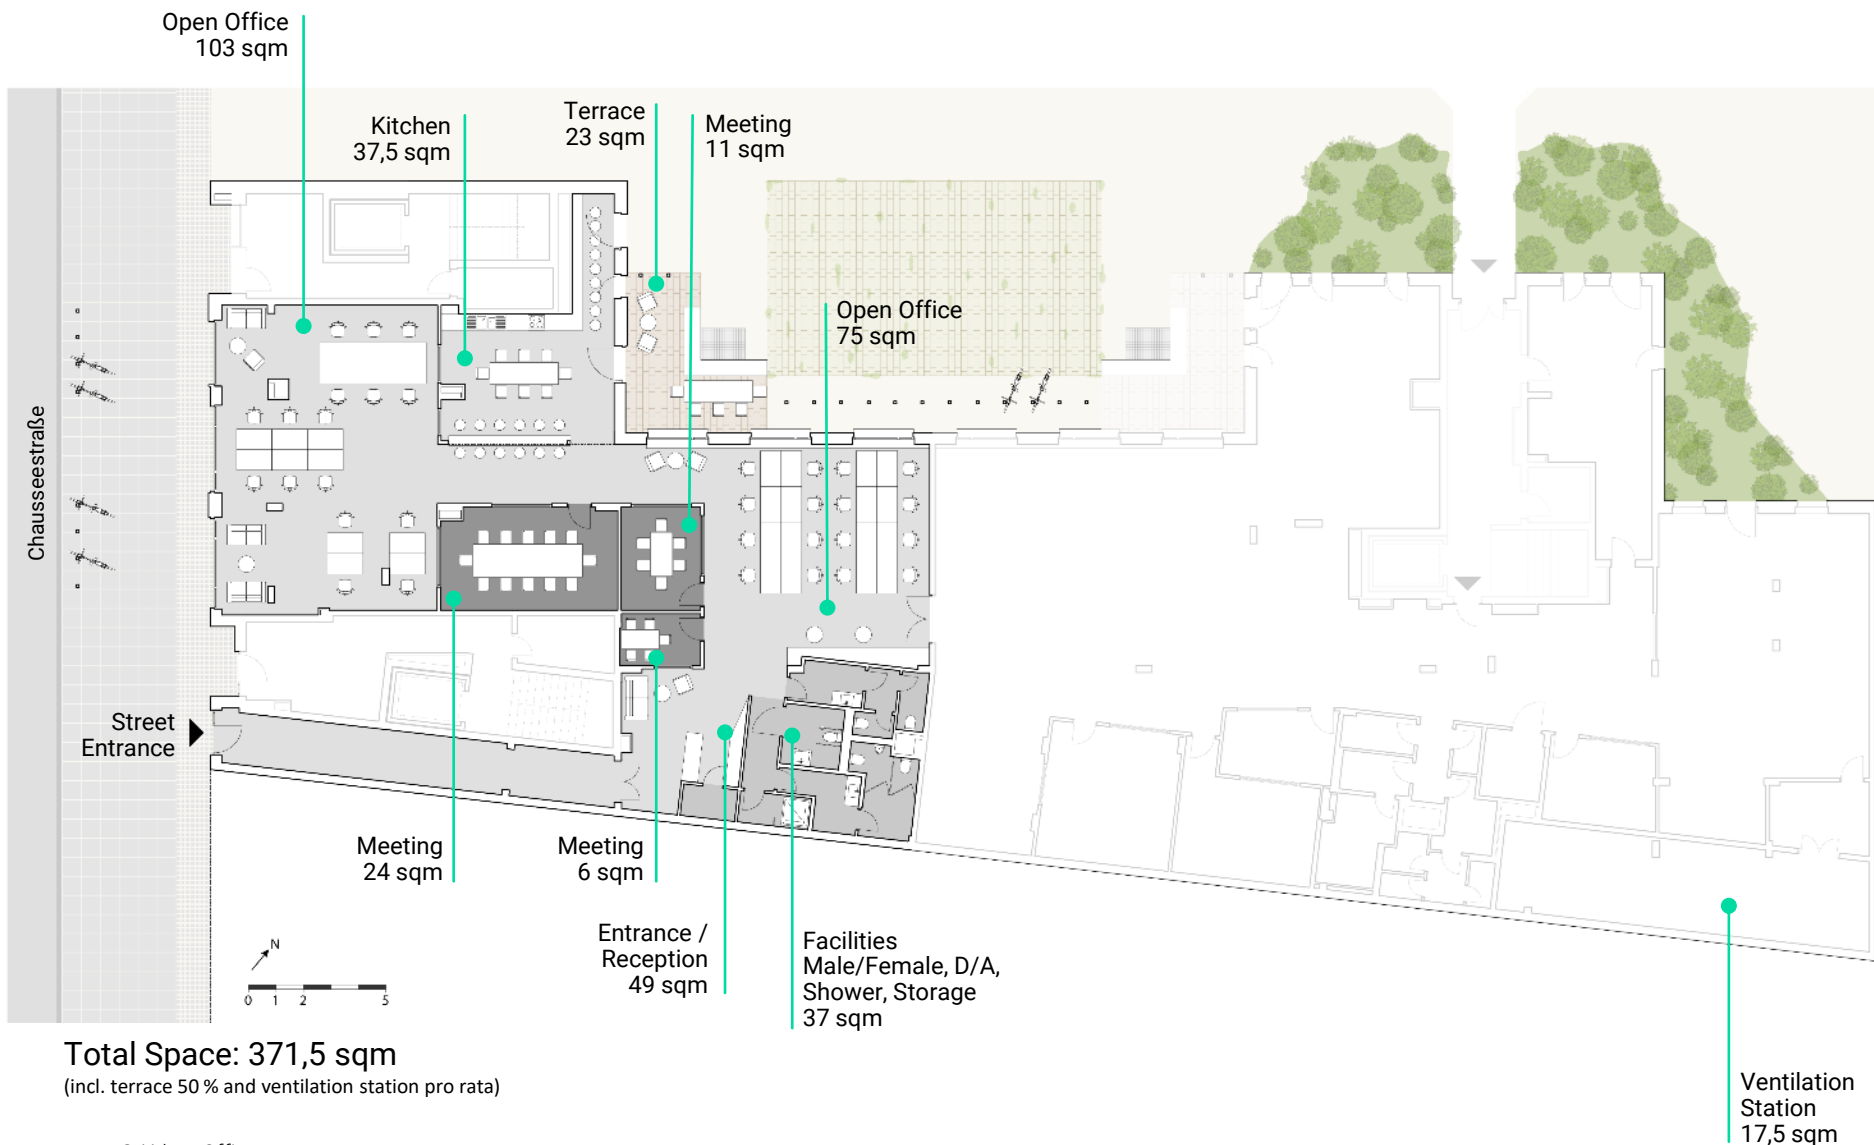 Open Office
103 sqm
Kitchen
37,5 sqm
Terrace
23 sqm
Meeting
11 sqm
Open Office
75 sqm
Chausseestraße
Street
Entrance
Meeting
24 sqm
Meeting
6 sqm
Entrance /
Reception
49 sqm
Facilities
Male/Female, D/A,
Shower, Storage
37 sqm
N
0 1 2 5
Total Space: 371,5 sqm
(incl. terrace 50 % and ventilation station pro rata)
Ventilation
Station
17,5 sqm